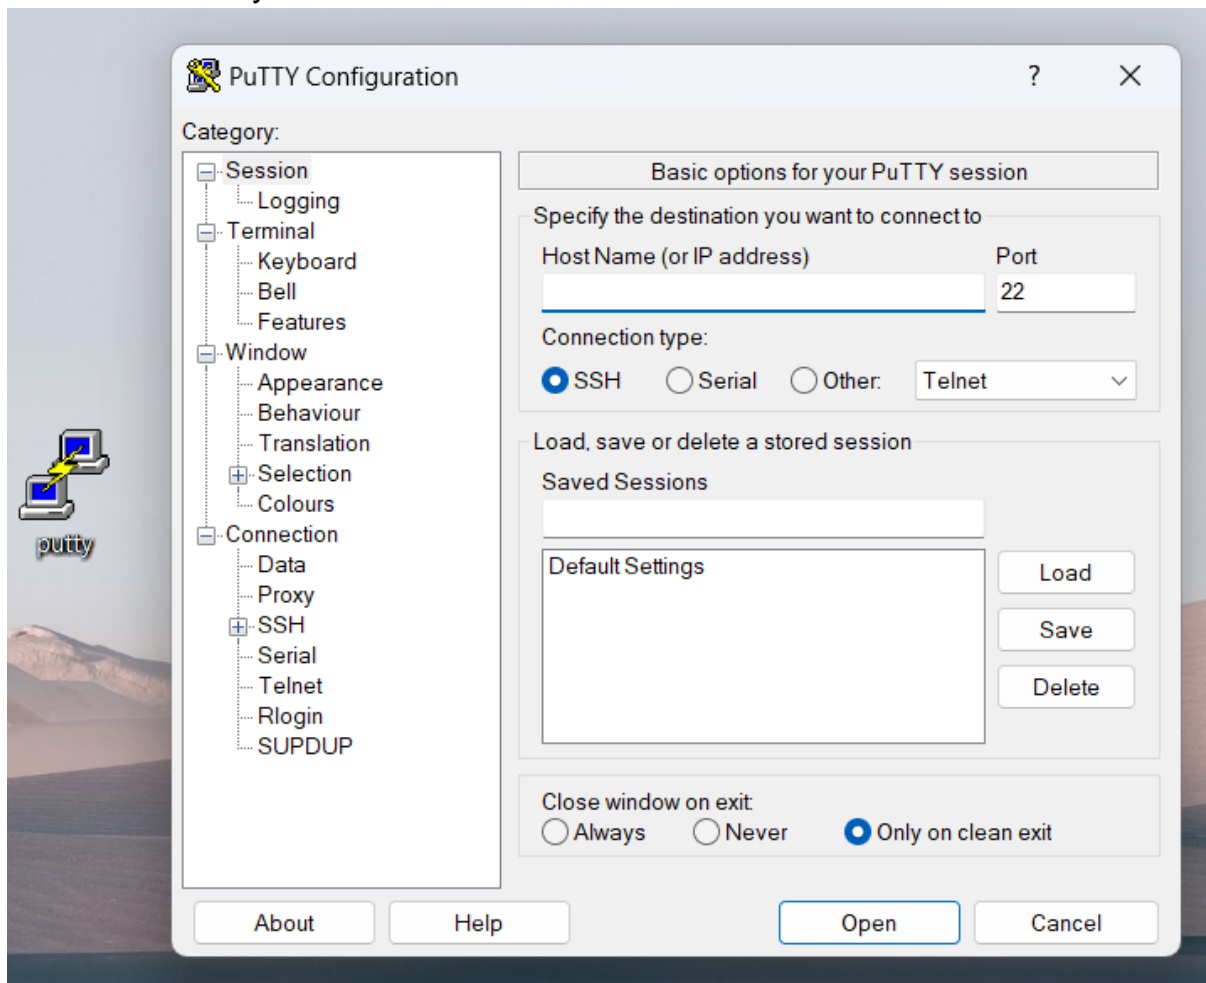 PuTTY Configuration ?
Category:
Session
Logging
Terminal
Keyboard
Bell
Features
Window
Appearance
Behaviour
Translation
Selection
Colours
Connection
Data
Proxy
SSH
Serial
Telnet
Rlogin
SUPDUP
Basic options for your PuTTY session
Specify the destination you want to connect to
Host Name (or IP address) Port
22
Connection type:
SSH Serial Other: Telnet
Load, save or delete a stored session
Saved Sessions
Default Settings
Load
Save
Delete
Close window on exit:
Always Never Only on clean exit
About Help Open Cancel
putty